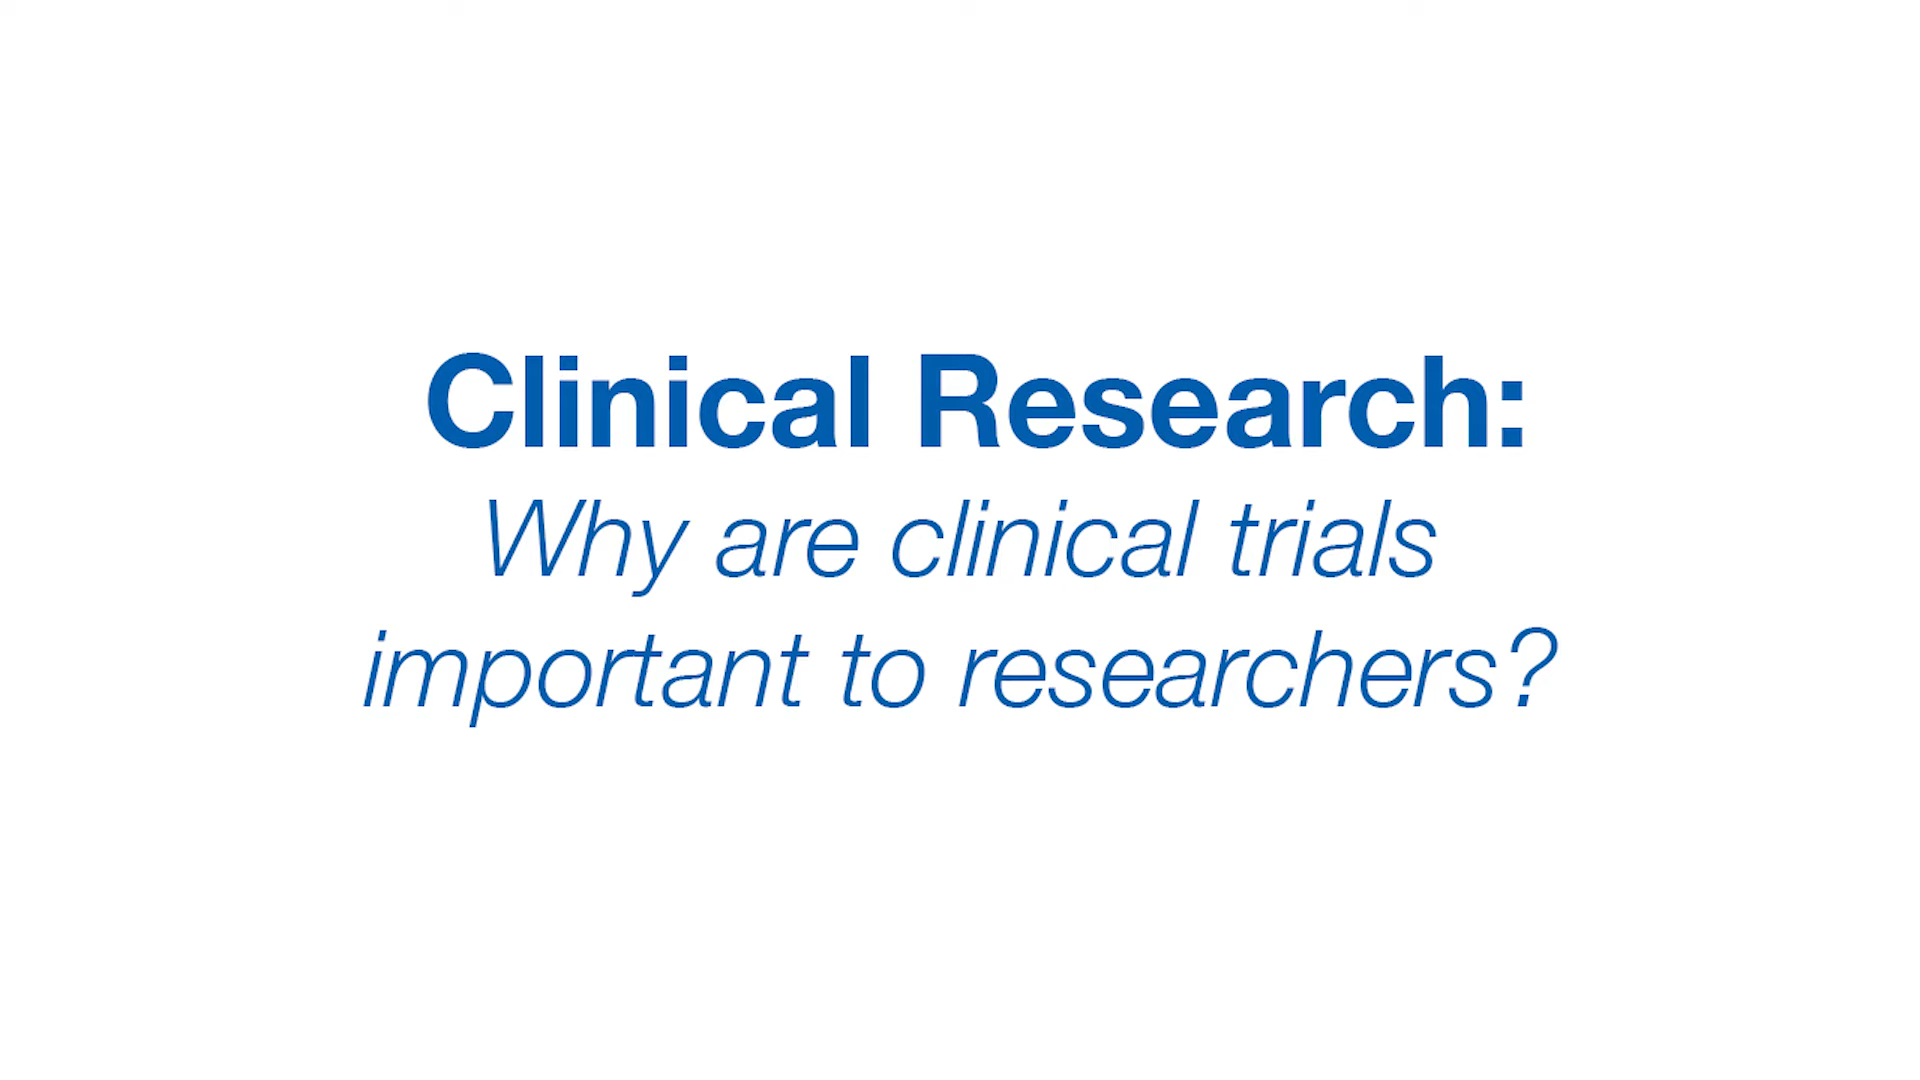 Clinical Research:
Why are clinical trials
important to researchers?